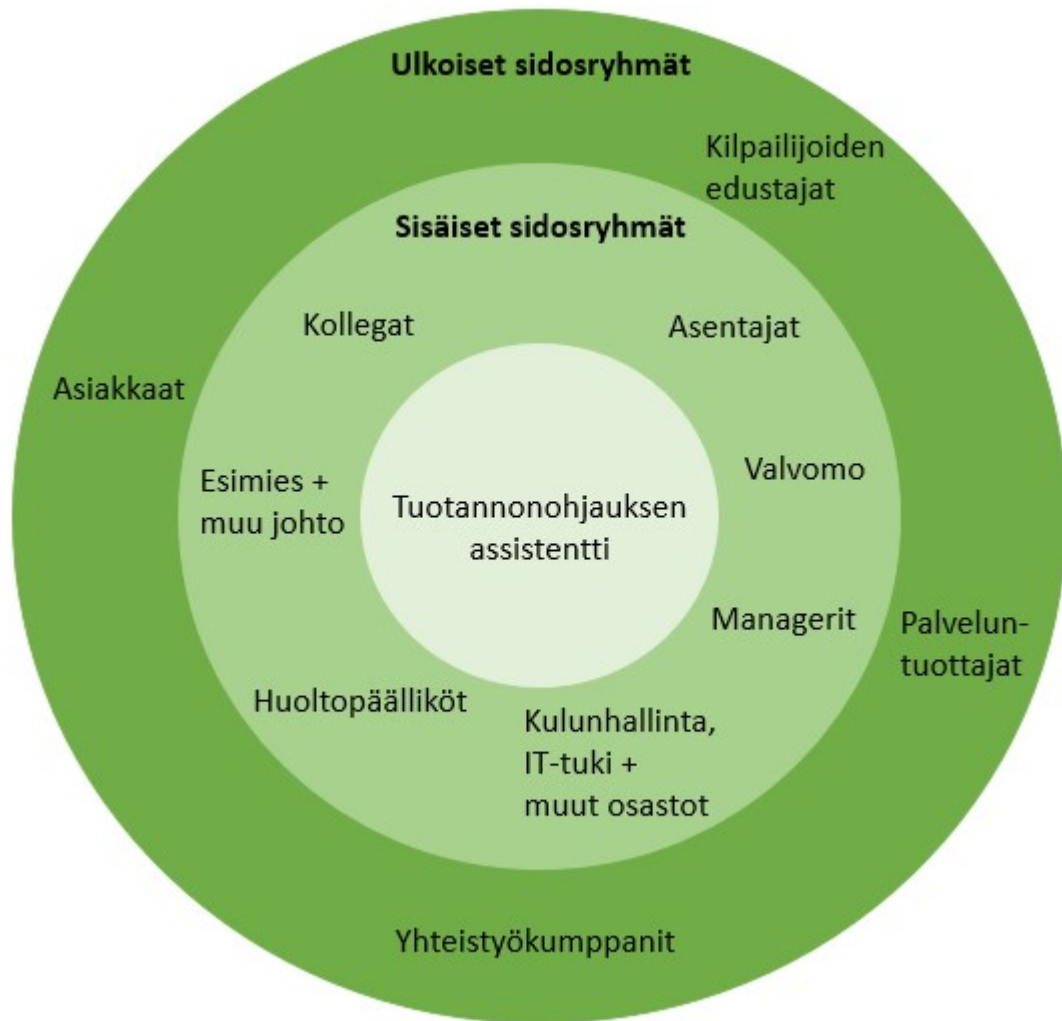 Ulkoiset sidosryhmät
Kilpailijoiden
edustajat
Sisäiset sidosryhmät
Kollegat
Asentajat
Asiakkaat
Esimies +
muu johto
Valvomo
Tuotannonohjauksen
assistentti
Managerit
Palvelun-
tuottajat
Huoltopäälliköt
Kulunhallinta,
IT-tuki +
muut osastot
Yhteistyökumppanit